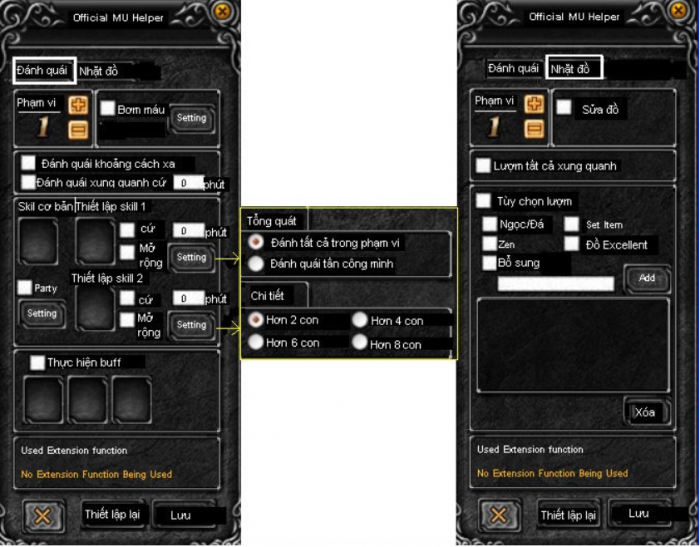 Official MU Helper
Đánh quái Nhặt đồ
Phạm vi
1
Bơm máu
Setting
Đánh quái khoảng cách xa
Đánh quái xung quanh cứ 0 phút
Skil cơ bản Thiết lập skill 1
cứ 0 phút
Mở rộng
Setting
Thiết lập skill 2
Party
Setting
cứ 0 phút
Mở rộng
Setting
Thực hiện buff
Used Extension function
No Extension Function Being Used
Thiết lập lại Lưu
Tổng quát
Đánh tất cả trong phạm vi
Đánh quái tấn công mình
Chi tiết
Hơn 2 con Hơn 4 con
Hơn 6 con Hơn 8 con
Official MU Helper
Đánh quái Nhặt đồ
Phạm vi
1
Sửa đồ
Lượm tất cả xung quanh
Tùy chọn lượm
Ngọc/Đá Set Item
Zen Đồ Excellent
Bổ sung
Add
Xóa
Used Extension function
No Extension Function Being Used
Thiết lập lại Lưu